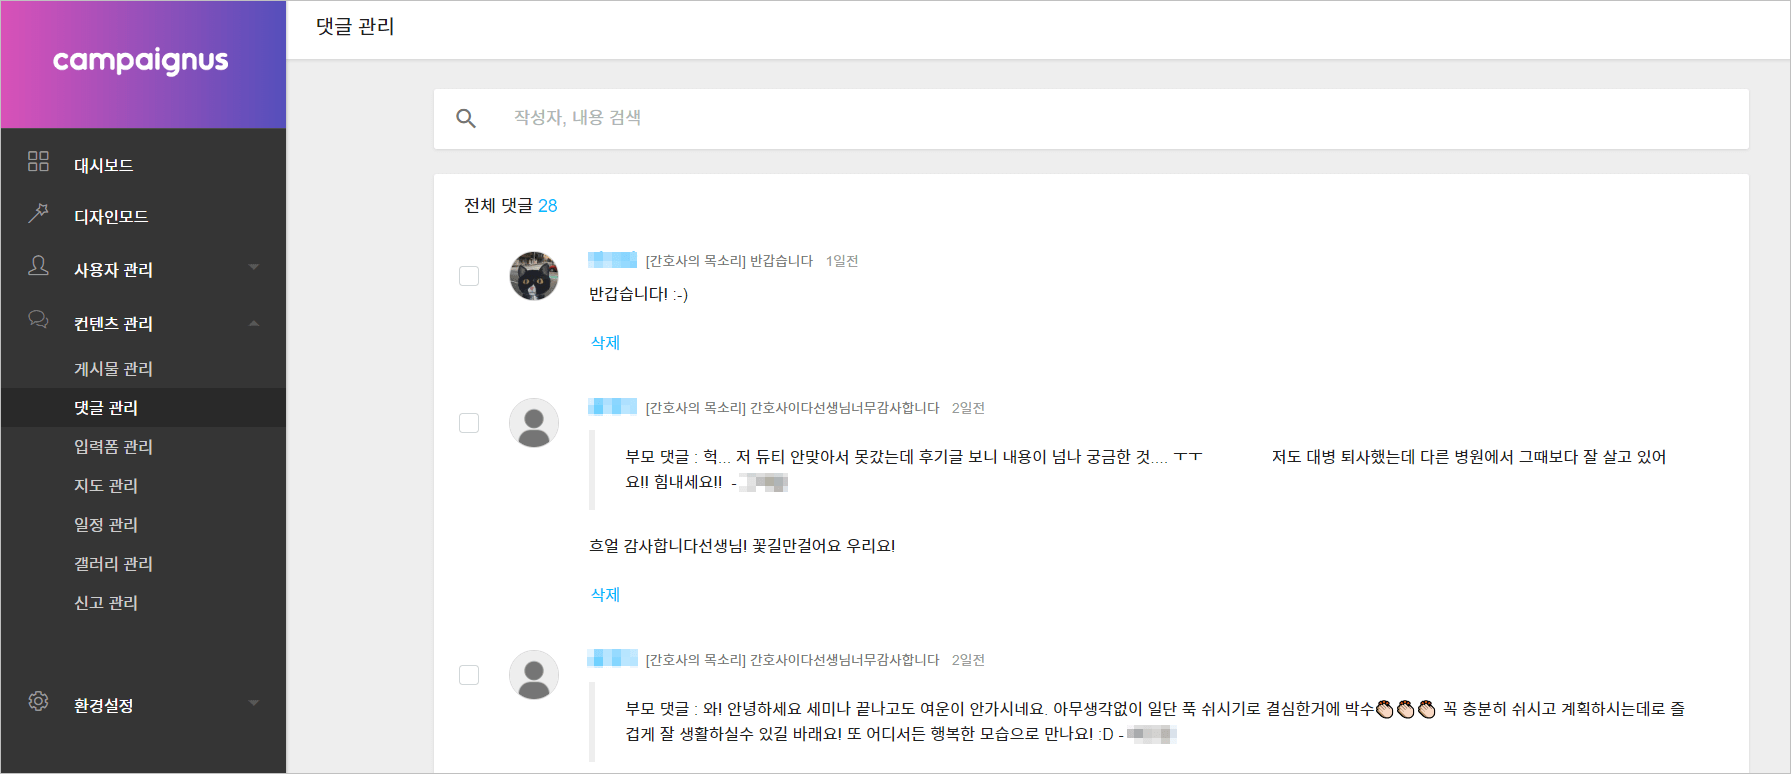 campaignus
대시보드
디자인모드
사용자 관리
컨텐츠 관리
게시물 관리
댓글 관리
입력폼 관리
지도 관리
일정 관리
갤러리 관리
신고 관리
환경설정
댓글 관리
작성자, 내용 검색
전체 댓글 28
[간호사의 목소리] 반갑습니다 1일전
반갑습니다! :-)
삭제
[간호사의 목소리] 간호사이다선생님너무감사합니다 2일전
부모 댓글 : 헉... 저 듀티 안맞아서 못갔는데 후기글 보니 내용이 넘나 궁금한 것.... ㅜㅜ 저도 대병 퇴사했는데 다른 병원에서 그때보다 잘 살고 있어
요!! 힘내세요!! -
흐얼 감사합니다선생님! 꽃길만걸어요 우리요!
삭제
[간호사의 목소리] 간호사이다선생님너무감사합니다 2일전
부모 댓글 : 와! 안녕하세요 세미나 끝나고도 여운이 안가시네요. 아무생각없이 일단 푹 쉬시기로 결심한거에 박수👏🏻👏🏻👏🏻 꼭 충분히 쉬시고 계획하시는데로 즐
겁게 잘 생활하실수 있길 바래요! 또 어디서든 행복한 모습으로 만나요! :D -